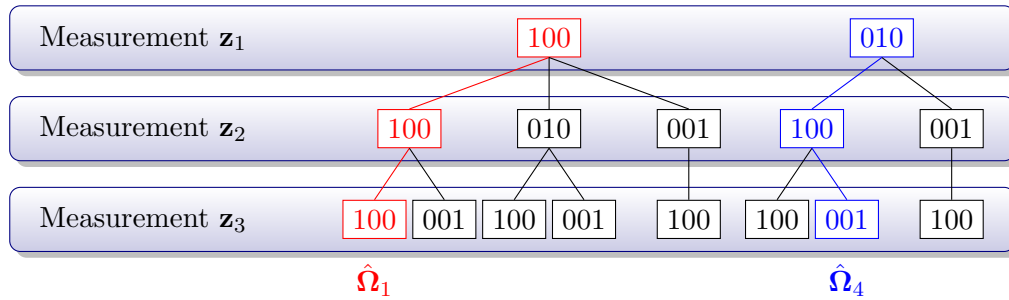 Measurement z₁ 100 010
Measurement z₂ 100 010 001 100 001
Measurement z₃ 100 001 100 001 100 100 001 100
Ω̂₁ Ω̂₄